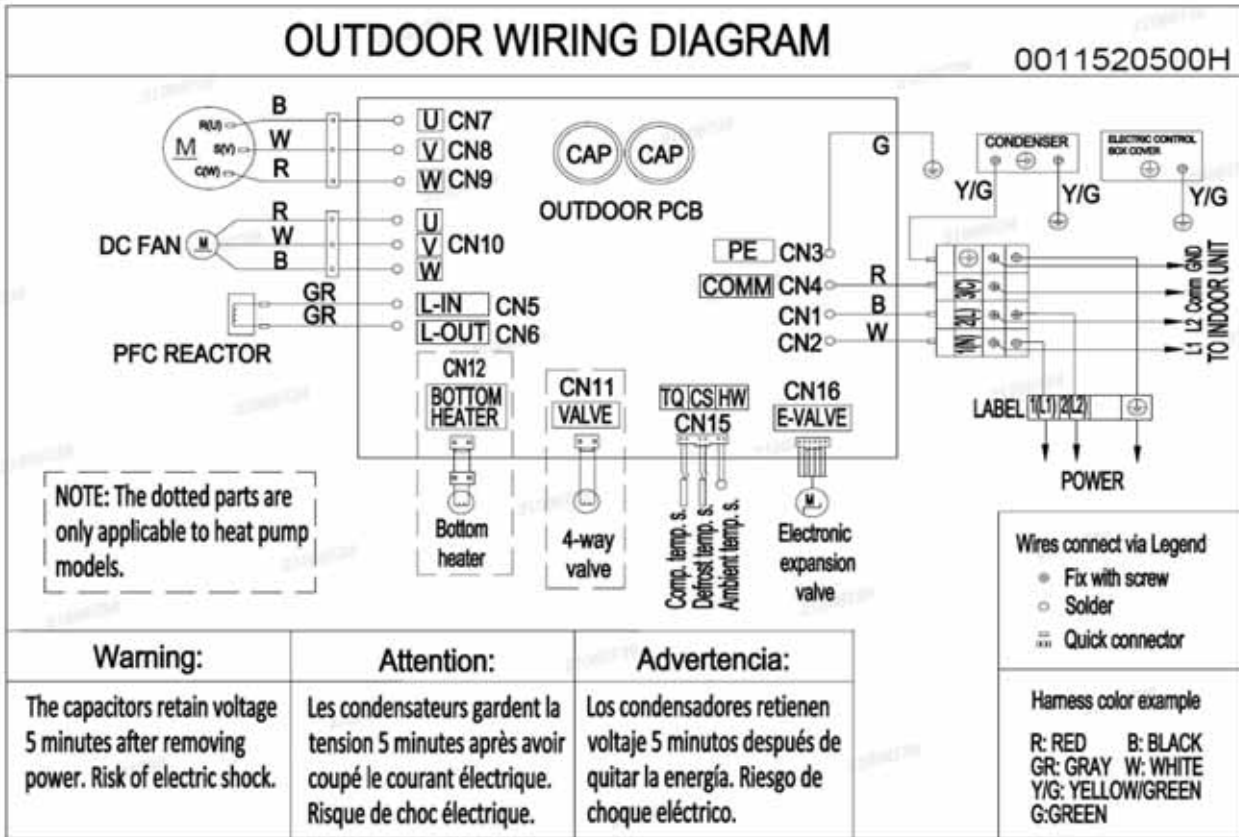 OUTDOOR WIRING DIAGRAM
0011520500H
B
R(U)
W
M
S(V)
R
C(W)
U CN7
V CN8
W CN9
CAP
CAP
OUTDOOR PCB
G
CONDENSER
ELECTRIC CONTROL
BOX COVER
Y/G
Y/G
Y/G
R
W
B
DC FAN
M
U
V
W
CN10
GR
GR
L-IN CN5
L-OUT CN6
PFC REACTOR
PE CN3
COMM CN4
CN1
CN2
R
B
W
3(C)
2(L)
1(N)
GND
Comm
L2
L1
TO INDOOR UNIT
LABEL 1(L1) 2(L2)
POWER
CN12
BOTTOM
HEATER
Bottom
heater
CN11
VALVE
4-way
valve
TQ CS HW
CN15
Comp. temp. s.
Defrost temp. s.
Ambient temp. s.
CN16
E-VALVE
M
Electronic
expansion
valve
NOTE: The dotted parts are
only applicable to heat pump
models.
Wires connect via Legend
Fix with screw
Solder
Quick connector
Warning:
The capacitors retain voltage
5 minutes after removing
power. Risk of electric shock.
Attention:
Les condensateurs gardent la
tension 5 minutes après avoir
coupé le courant électrique.
Risque de choc électrique.
Advertencia:
Los condensadores retienen
voltaje 5 minutos después de
quitar la energía. Riesgo de
choque eléctrico.
Harness color example
R: RED B: BLACK
GR: GRAY W: WHITE
Y/G: YELLOW/GREEN
G:GREEN